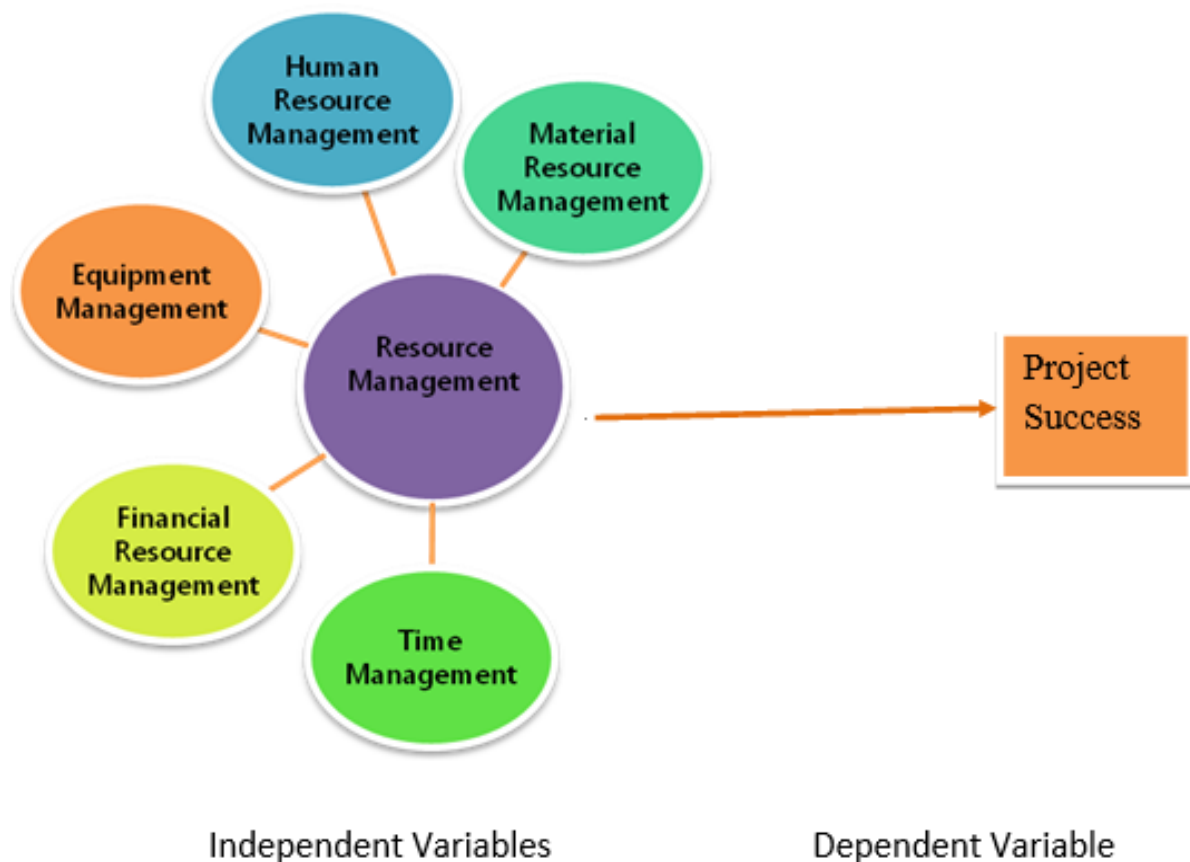 Human
Resource
Management
Material
Resource
Management
Equipment
Management
Resource
Management
Project
Success
Financial
Resource
Management
Time
Management
Independent Variables
Dependent Variable